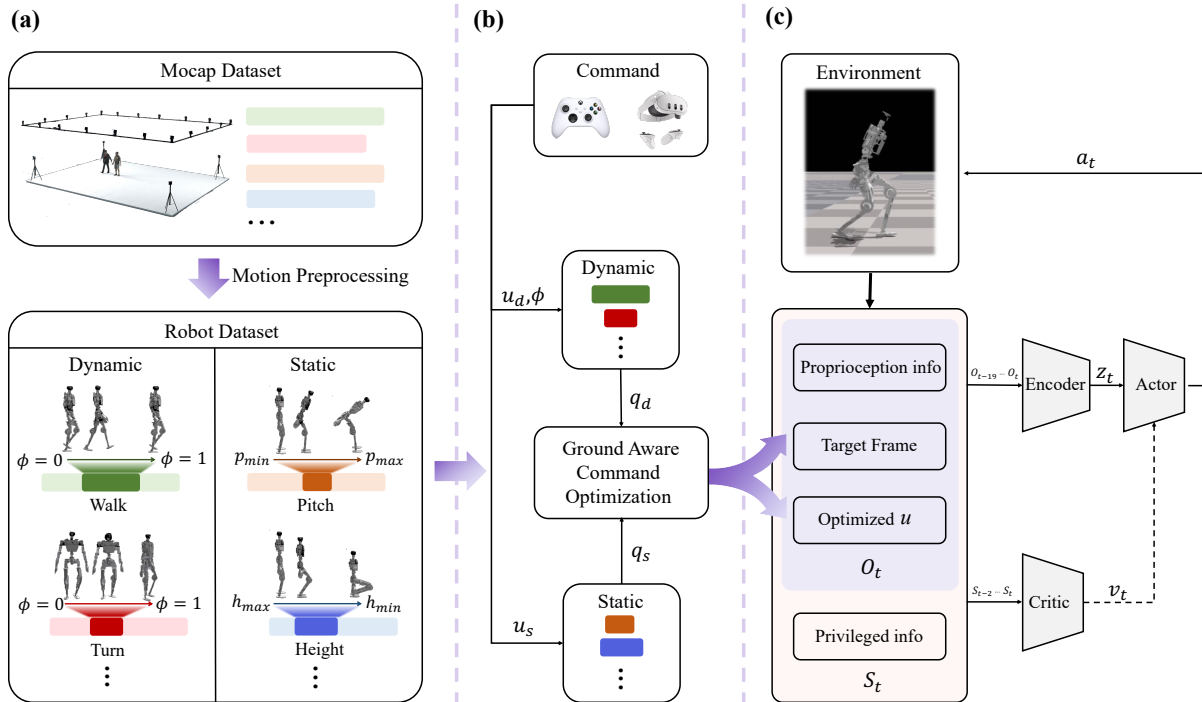 (a)
Mocap Dataset
• • •
Motion Preprocessing
Robot Dataset
Dynamic
ϕ = 0
ϕ = 1
Walk
ϕ = 0
ϕ = 1
Turn
Static
p_min
p_max
Pitch
h_max
h_min
Height
(b)
Command
u_d,ϕ
Dynamic
q_d
Ground Aware
Command
Optimization
q_s
u_s
Static
(c)
Environment
a_t
Proprioception info
Target Frame
Optimized u
O_t
Privileged info
S_t
O_{t-19} ⋯ O_t
Encoder
z_t
Actor
S_{t-2} ⋯ S_t
Critic
v_t